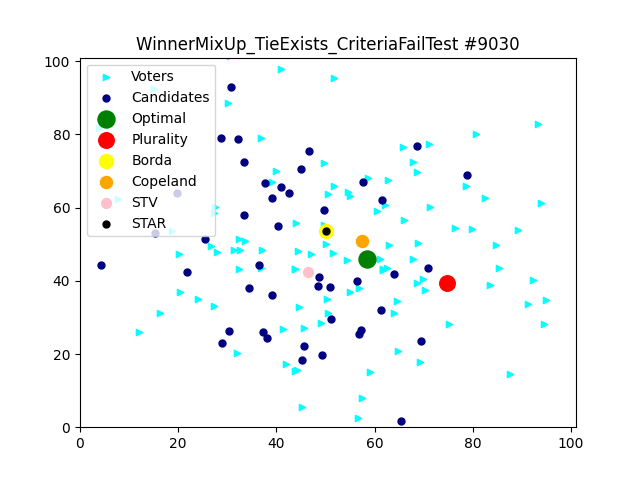 WinnerMixUp_TieExists_CriteriaFailTest #9030
100
80
60
40
20
0
Voters
Candidates
Optimal
Plurality
Borda
Copeland
STV
STAR
0 20 40 60 80 100